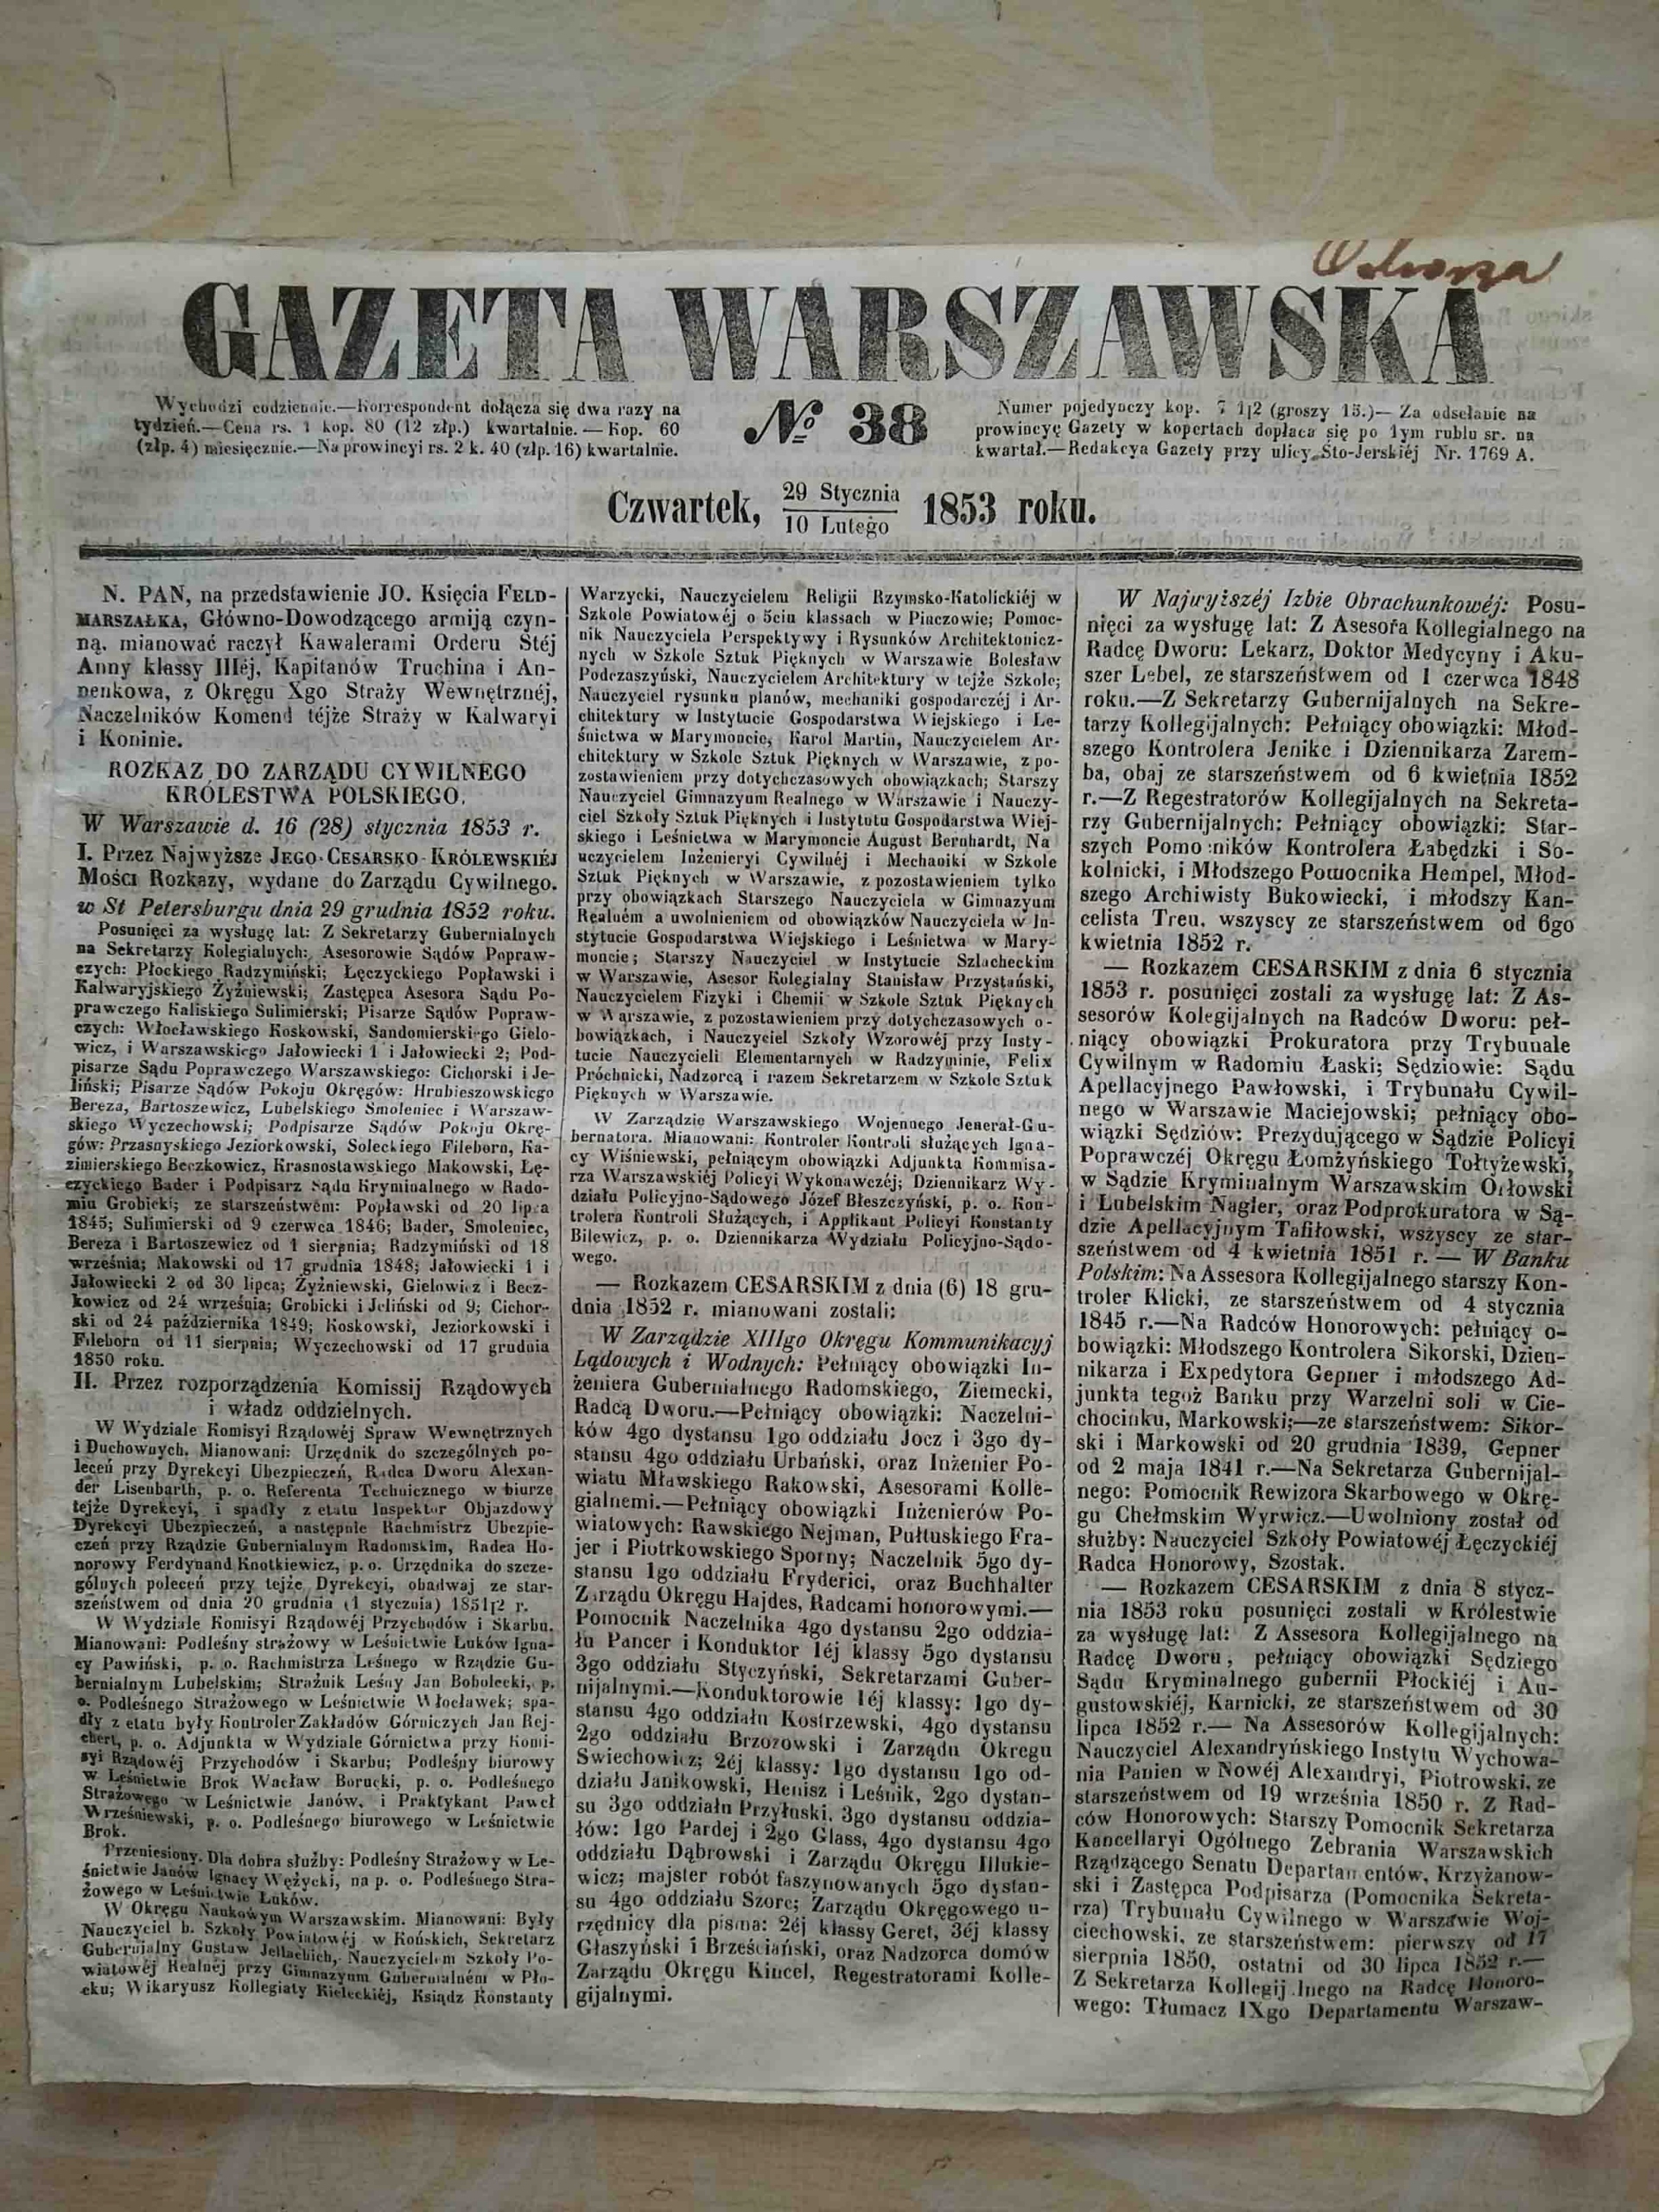 GAZETA WARSZAWSKA
Wychodzi codziennie.—Korrespondent dołącza się dwa razy na
tydzień.—Cena rs. 1 kop. 80 (12 złp.) kwartalnie.—Kop. 60
(złp. 4) miesięcznie.—Na prowincyi rs. 2 k. 40 (złp. 16) kwartalnie.
№ 38
Numer pojedynczy kop. 7 1|2 (groszy 15.)—Za odsełanie na
prowincyę Gazety w kopertach dopłaca się po 1ym rublu sr. na
kwartał.—Redakcya Gazety przy ulicy Sto-Jerskiéj Nr. 1769 A.
Czwartek, 29 Stycznia
10 Lutego 1853 roku.
N. PAN, na przedstawienie JO. Księcia FELD-
MARSZAŁKA, Główno-Dowodzącego armiją czyn-
ną, mianować raczył Kawalerami Orderu Stéj
Anny klassy IIIéj, Kapitanów Truchina i An-
nenkowa, z Okręgu Xgo Straży Wewnętrznéj,
Naczelników Komend téjże Straży w Kalwaryi
i Koninie.
ROZKAZ DO ZARZĄDU CYWILNEGO
KRÓLESTWA POLSKIEGO.
W Warszawie d. 16 (28) stycznia 1853 r.
I. Przez Najwyższe JEGO-CESARSKO-KRÓLEWSKIÉJ
Mości Rozkazy, wydane do Zarządu Cywilnego.
w St Petersburgu dnia 29 grudnia 1852 roku.
Posunięci za wysługę lat: Z Sekretarzy Gubernialnych
na Sekretarzy Kolegialnych: Asesorowie Sądów Popraw-
czych: Płockiego Radzymiński; Łęczyckiego Popławski i
Kalwaryjskiego Żyżniewski; Zastępca Asesora Sądu Po-
prawczego Kaliskiego Sulimierski; Pisarze Sądów Popraw-
czych: Włocławskiego Koskowski, Sandomierskiego Gielo-
wicz, i Warszawskiego Jałowiecki 1 i Jałowiecki 2; Pod-
pisarze Sądu Poprawczego Warszawskiego: Cichorski i Je-
liński; Pisarze Sądów Pokoju Okręgów: Hrubieszowskiego
Bereza, Bartoszewicz, Lubelskiego Smoleniec i Warszaw-
skiego Wyczechowski; Podpisarze Sądów Pokoju Okrę-
gów: Przasnyskiego Jeziorkowski, Soleckiego Fileborn, Ka-
zimierskiego Beczkowicz, Krasnostawskiego Makowski, Łę-
czyckiego Bader i Podpisarz Sądu Kryminalnego w Rado-
miu Grobicki; ze starszeństwem: Popławski od 20 lipca
1845; Sulimierski od 9 czerwca 1846; Bader, Smoleniec,
Bereza i Bartoszewicz od 1 sierpnia; Radzymiński od 18
września; Makowski od 17 grudnia 1848; Jałowiecki 1 i
Jałowiecki 2 od 30 lipca; Żyżniewski, Gielowicz i Becz-
kowicz od 24 września; Grobicki i Jeliński od 9; Cichor-
ski od 24 października 1849; Koskowski, Jeziorkowski i
Fileborn od 11 sierpnia; Wyczechowski od 17 grudnia
1850 roku.
II. Przez rozporządzenia Komissij Rządowych
i władz oddzielnych.
W Wydziale Komisyi Rządowéj Spraw Wewnętrznych
i Duchownych. Mianowani: Urzędnik do szczególnych po-
leceń przy Dyrekcyi Ubezpieczeń, Radca Dworu Alexan-
der Lisenbarth, p. o. Referenta Technicznego w biurze
tejże Dyrekcyi, i spadły z etatu Inspektor Objazdowy
Dyrekcyi Ubezpieczeń, a następnie Rachmistrz Ubezpie-
czeń przy Rządzie Gubernialnym Radomskim, Radca Ho-
norowy Ferdynand Knotkiewicz, p. o. Urzędnika do szcze-
gólnych poleceń przy tejże Dyrekcyi, obadwaj ze star-
szeństwem od dnia 20 grudnia (1 stycznia) 1851|2 r.
W Wydziale Komisyi Rządowéj Przychodów i Skarbu.
Mianowani: Podleśny strażowy w Leśnictwie Łuków Igna-
cy Pawiński, p. o. Rachmistrza Leśnego w Rządzie Gu-
bernialnym Lubelskim; Strażnik Leśny Jan Bobolecki, p.
o. Podleśnego Strażowego w Leśnictwie Włocławek; spa-
dły z etatu były Kontroler Zakładów Górniczych Jan Rej-
chert, p. o. Adjunkta w Wydziale Górnictwa przy Komi-
syi Rządowéj Przychodów i Skarbu; Podleśny biurowy
w Leśnictwie Brok Wacław Borucki, p. o. Podleśnego
Strażowego w Leśnictwie Janów, i Praktykant Paweł
Wrześniewski, p. o. Podleśnego biurowego w Leśnictwie
Brok.
Przeniesiony. Dla dobra służby: Podleśny Strażowy w Le-
śnictwie Janów Ignacy Wężycki, na p. o. Podleśnego Stra-
żowego w Leśnictwie Łuków.
W Okręgu Naukowym Warszawskim. Mianowani: Były
Nauczyciel b. Szkoły Powiatowéj w Końskich, Sekretarz
Gubernialny Gustaw Jellachich, Nauczycielem Szkoły Po-
wiatowéj Realnéj przy Gimnazyum Gubernialném w Pło-
cku; Wikaryusz Kollegiaty Kieleckiéj, Ksiądz Konstanty
Warzycki, Nauczycielem Religii Rzymsko-Katolickiéj w
Szkole Powiatowéj o 5ciu klassach w Pinczowie; Pomoc-
nik Nauczyciela Perspektywy i Rysunków Architektonicz-
nych w Szkole Sztuk Pięknych w Warszawie Bolesław
Podczaszyński, Nauczycielem Architektury w tejże Szkole;
Nauczyciel rysunku planów, mechaniki gospodarczéj i Ar-
chitektury w Instytucie Gospodarstwa Wiejskiego i Le-
śnictwa w Marymoncie, Karol Martin, Nauczycielem Ar-
chitektury w Szkole Sztuk Pięknych w Warszawie, z po-
zostawieniem przy dotychczasowych obowiązkach; Starszy
Nauczyciel Gimnazyum Realnego w Warszawie i Nauczy-
ciel Szkoły Sztuk Pięknych i Instytutu Gospodarstwa Wiej-
skiego i Leśnictwa w Marymoncie August Bernhardt, Na
uczycielem Inżenieryi Cywilnéj i Mechaniki w Szkole
Sztuk Pięknych w Warszawie, z pozostawieniem tylko
przy obowiązkach Starszego Nauczyciela w Gimnazyum
Realném a uwolnieniem od obowiązków Nauczyciela w In-
stytucie Gospodarstwa Wiejskiego i Leśnictwa w Mary-
moncie; Starszy Nauczyciel w Instytucie Szlacheckim
w Warszawie, Asesor Kolegialny Stanisław Przystański,
Nauczycielem Fizyki i Chemii w Szkole Sztuk Pięknych
w Warszawie, z pozostawieniem przy dotychczasowych o-
bowiązkach, i Nauczyciel Szkoły Wzorowéj przy Insty-
tucie Nauczycieli Elementarnych w Radzyminie, Felix
Próchnicki, Nadzorcą i razem Sekretarzem w Szkole Sztuk
Pięknych w Warszawie.
W Zarządzie Warszawskiego Wojennego Jenerał-Gu-
bernatora. Mianowani: Kontroler Kontroli służących Igna-
cy Wiśniewski, pełniącym obowiązki Adjunkta Kommisa-
rza Warszawskiéj Policyi Wykonawczéj; Dziennikarz Wy-
działu Policyjno-Sądowego Józef Błeszczyński, p. o. Kon-
trolera Kontroli Służących, i Applikant Policyi Konstanty
Bilewicz, p. o. Dziennikarza Wydziału Policyjno-Sądo-
wego.
— Rozkazem CESARSKIM z dnia (6) 18 gru-
dnia 1852 r. mianowani zostali:
W Zarządzie XIIIgo Okręgu Kommunikacyj
Lądowych i Wodnych: Pełniący obowiązki In-
żeniera Gubernialnego Radomskiego, Ziemecki,
Radcą Dworu.—Pełniący obowiązki: Naczelni-
ków 4go dystansu 1go oddziału Jocz i 3go dy-
stansu 4go oddziału Urbański, oraz Inżenier Po-
wiatu Mławskiego Rakowski, Asesorami Kolle-
gialnemi.—Pełniący obowiązki Inżenierów Po-
wiatowych: Rawskiego Nejman, Pułtuskiego Fra-
jer i Piotrkowskiego Sporny; Naczelnik 5go dy-
stansu 1go oddziału Fryderici, oraz Buchhalter
Zarządu Okręgu Hajdes, Radcami honorowymi.—
Pomocnik Naczelnika 4go dystansu 2go oddzia-
łu Pancer i Konduktor 1éj klassy 5go dystansu
3go oddziału Styczyński, Sekretarzami Guber-
nijalnymi.—Konduktorowie 1éj klassy: 1go dy-
stansu 4go oddziału Kostrzewski, 4go dystansu
2go oddziału Brzozowski i Zarządu Okręgu
Swiechowicz; 2éj klassy: 1go dystansu 1go od-
działu Janikowski, Henisz i Leśnik, 2go dystan-
su 3go oddziału Przyłuski, 3go dystansu oddzia-
łów: 1go Pardej i 2go Glass, 4go dystansu 4go
oddziału Dąbrowski i Zarządu Okręgu Illukie-
wicz; majster robót faszynowanych 5go dystan-
su 4go oddziału Szorc; Zarządu Okręgowego u-
rzędnicy dla pisma: 2éj klassy Geret, 3éj klassy
Głaszyński i Brześciański, oraz Nadzorca domów
Zarządu Okręgu Kincel, Regestratorami Kolle-
gijalnymi.
W Najwyższéj Izbie Obrachunkowéj: Posu-
nięci za wysługę lat: Z Asesora Kollegialnego na
Radcę Dworu: Lekarz, Doktor Medycyny i Aku-
szer Lebel, ze starszeństwem od 1 czerwca 1848
roku.—Z Sekretarzy Gubernijalnych na Sekre-
tarzy Kollegijalnych: Pełniący obowiązki: Młod-
szego Kontrolera Jenike i Dziennikarza Zarem-
ba, obaj ze starszeństwem od 6 kwietnia 1852
r.—Z Regestratorów Kollegijalnych na Sekreta-
rzy Gubernijalnych: Pełniący obowiązki: Star-
szych Pomocników Kontrolera Łabędzki i So-
kolnicki, i Młodszego Pomocnika Hempel, Młod-
szego Archiwisty Bukowiecki, i młodszy Kan-
celista Treu, wszyscy ze starszeństwem od 6go
kwietnia 1852 r.
— Rozkazem CESARSKIM z dnia 6 stycznia
1853 r. posunięci zostali za wysługę lat: Z As-
sesorów Kolegijalnych na Radców Dworu: peł-
niący obowiązki Prokuratora przy Trybunale
Cywilnym w Radomiu Łaski; Sędziowie: Sądu
Apellacyjnego Pawłowski, i Trybunału Cywil-
nego w Warszawie Maciejowski; pełniący obo-
wiązki Sędziów: Prezydującego w Sądzie Policyi
Poprawczéj Okręgu Łomżyńskiego Tołtyżewski,
w Sądzie Kryminalnym Warszawskim Orłowski
i Lubelskim Nagler, oraz Podprokuratora w Są-
dzie Apellacyjnym Tafiłowski, wszyscy ze star-
szeństwem od 4 kwietnia 1851 r.—W Banku
Polskim: Na Assesora Kollegijalnego starszy Kon-
troler Klicki, ze starszeństwem od 4 stycznia
1845 r.—Na Radców Honorowych: pełniący o-
bowiązki: Młodszego Kontrolera Sikorski, Dzien-
nikarza i Expedytora Gepner i młodszego Ad-
junkta tegoż Banku przy Warzelni soli w Cie-
chocinku, Markowski;—ze starszeństwem: Sikor-
ski i Markowski od 20 grudnia 1839, Gepner
od 2 maja 1841 r.—Na Sekretarza Gubernijal-
nego: Pomocnik Rewizora Skarbowego w Okrę-
gu Chełmskim Wyrwicz.—Uwolniony został od
służby: Nauczyciel Szkoły Powiatowéj Łęczyckiéj
Radca Honorowy, Szostak.
— Rozkazem CESARSKIM z dnia 8 stycz-
nia 1853 roku posunięci zostali w Królestwie
za wysługę lat: Z Assesora Kollegijalnego na
Radcę Dworu, pełniący obowiązki Sędziego
Sądu Kryminalnego gubernii Płockiéj i Au-
gustowskiéj, Karnicki, ze starszeństwem od 30
lipca 1852 r.—Na Assesorów Kollegijalnych:
Nauczyciel Alexandryńskiego Instytu Wychowa-
nia Panien w Nowéj Alexandryi, Piotrowski, ze
starszeństwem od 19 września 1850 r. Z Rad-
ców Honorowych: Starszy Pomocnik Sekretarza
Kancellaryi Ogólnego Zebrania Warszawskich
Rządzącego Senatu Departamentów, Krzyżanow-
ski i Zastępca Podpisarza (Pomocnika Sekreta-
rza) Trybunału Cywilnego w Warszawie Woj-
ciechowski, ze starszeństwem: pierwszy od 17
sierpnia 1850, ostatni od 30 lipca 1852 r.—
Z Sekretarza Kollegijalnego na Radcę Honoro-
wego: Tłumacz IXgo Departamentu Warszaw-